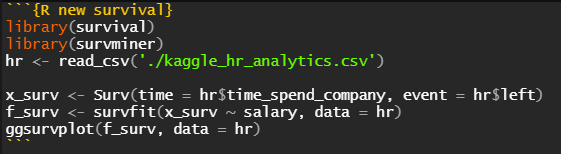 ```{R new survival}
library(survival)
library(survminer)
hr <- read_csv('./kaggle_hr_analytics.csv')
x_surv <- Surv(time = hr$time_spend_company, event = hr$left)
f_surv <- survfit(x_surv ~ salary, data = hr)
ggsurvplot(f_surv, data = hr)
```